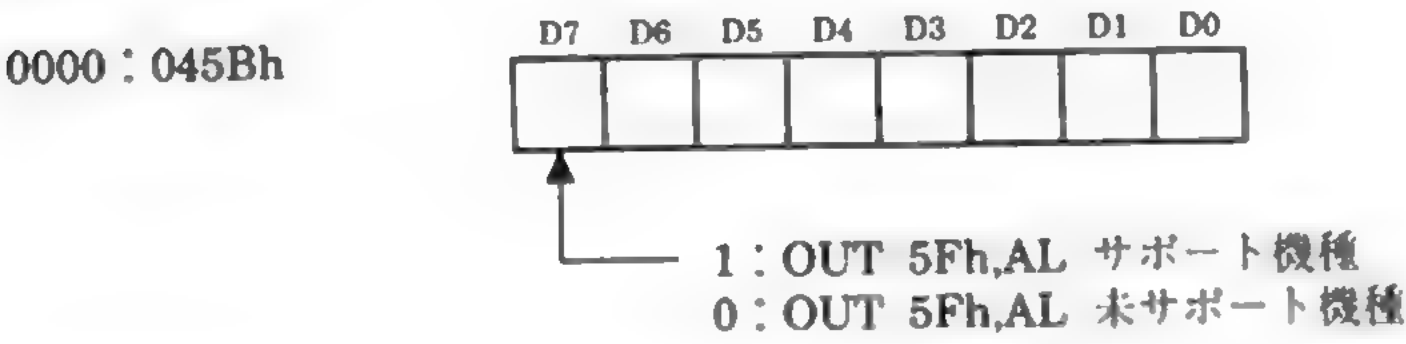 D7 D6 D5 D4 D3 D2 D1 D0
0000：045Bh
1：OUT 5Fh,AL サポート機種
0：OUT 5Fh,AL 未サポート機種